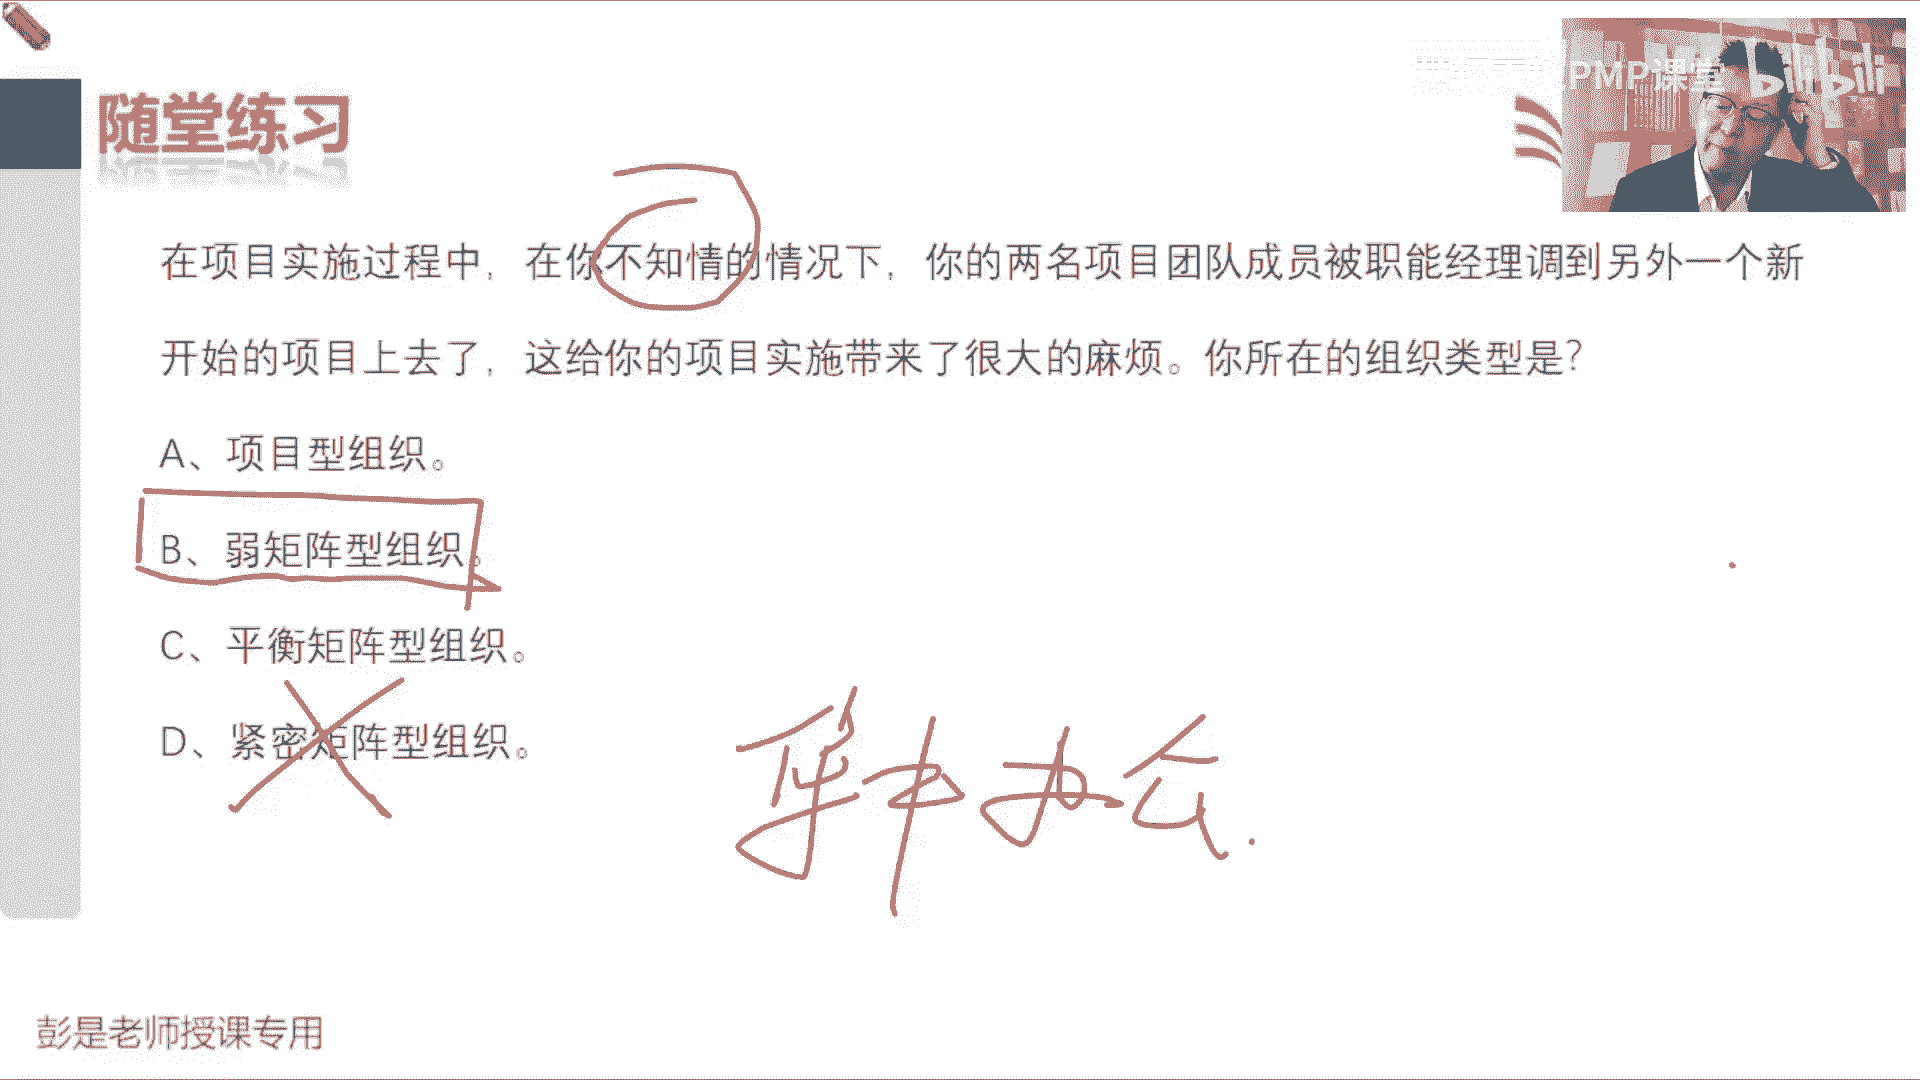 PMP课堂 bilibili
随堂练习
在项目实施过程中，在你不知情的情况下，你的两名项目团队成员被职能经理调到另外一个新
开始的项目上去了，这给你的项目实施带来了很大的麻烦。你所在的组织类型是？
A、项目型组织。
B、弱矩阵型组织。
C、平衡矩阵型组织。
D、紧密矩阵型组织。
集中办公.
彭是老师授课专用